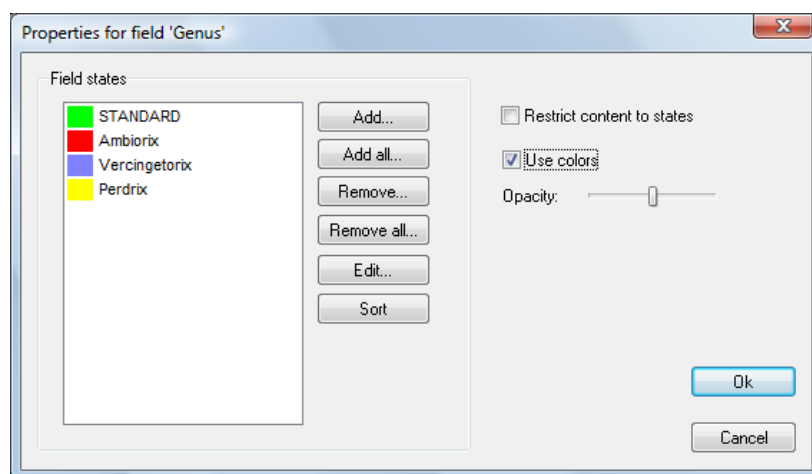 Properties for field 'Genus'
Field states
STANDARD
Ambiorix
Vercingetorix
Perdrix
Add...
Add all...
Remove...
Remove all...
Edit...
Sort
Restrict content to states
Use colors
Opacity:
Ok
Cancel